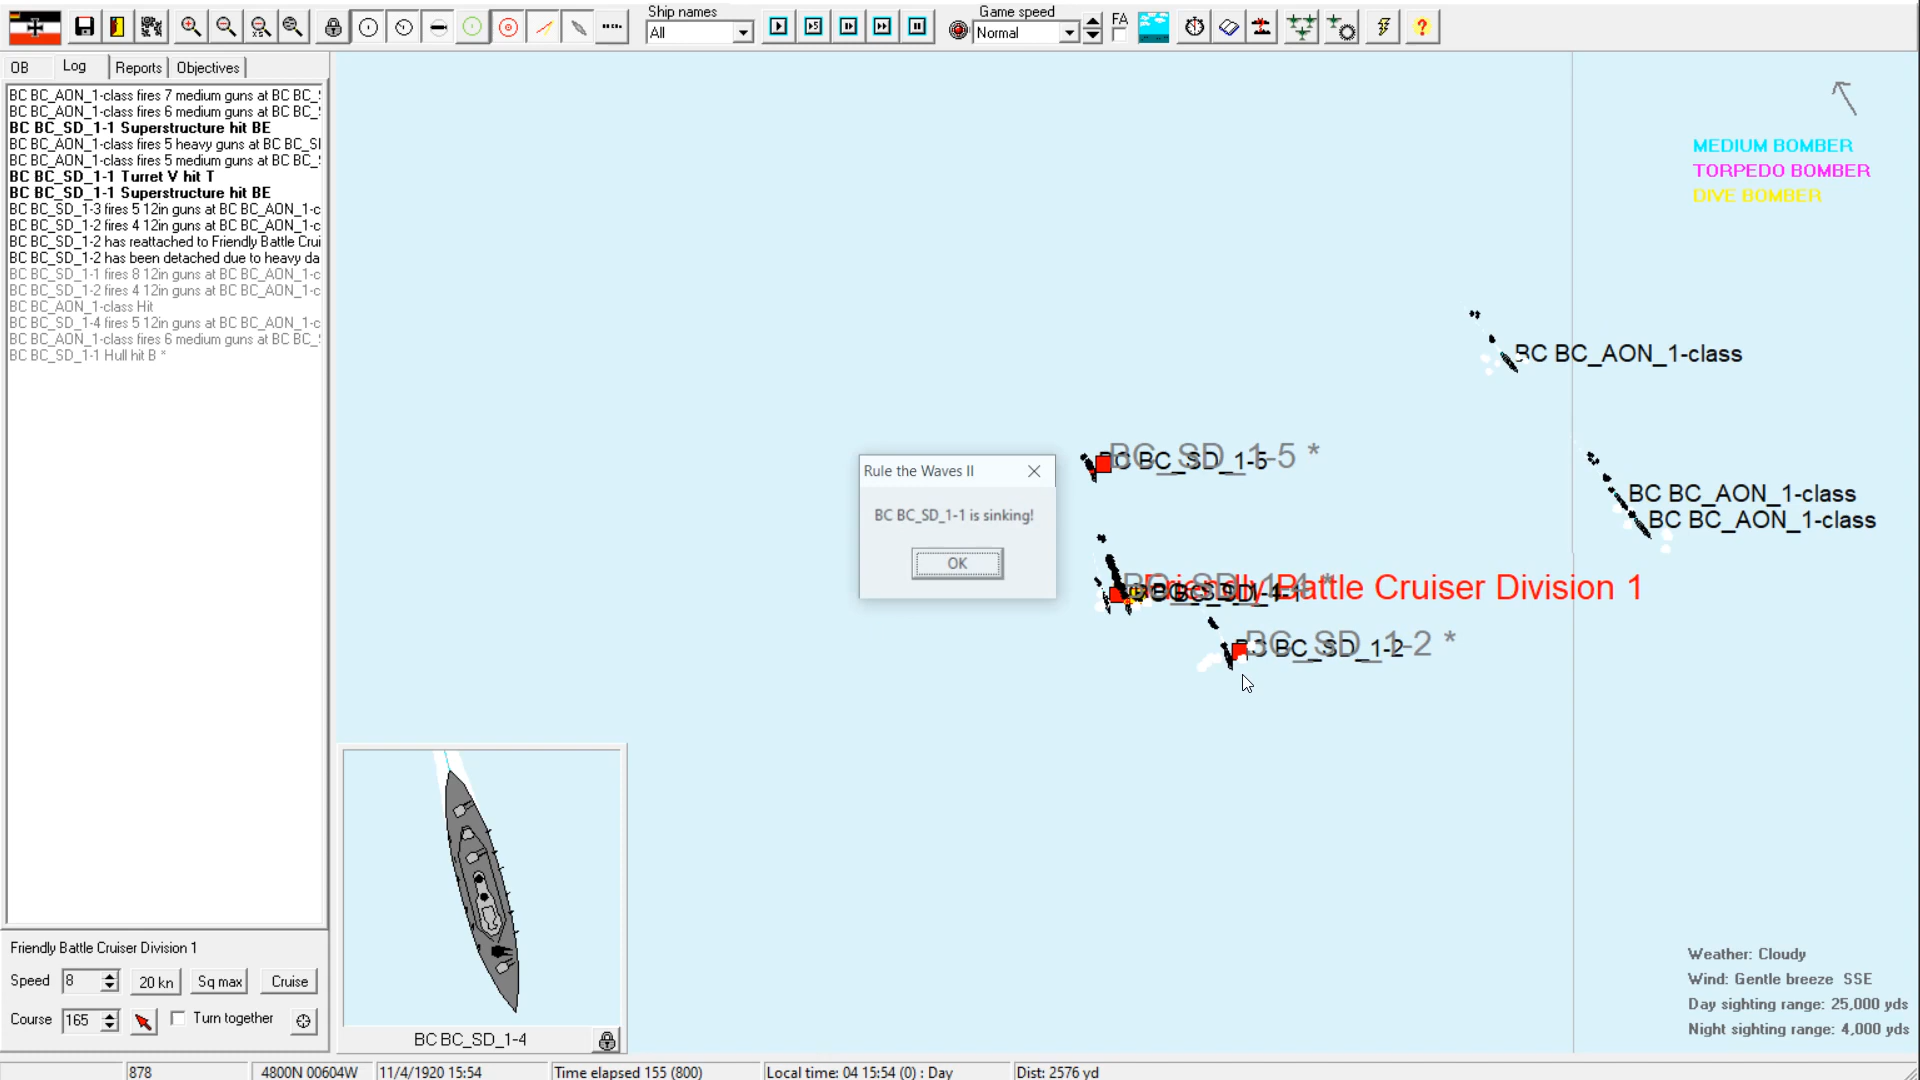 Ship names
All
Game speed
Normal
FA
OB
Log
Reports
Objectives
BC BC_AON_1-class fires 7 medium guns at BC BC_
BC BC_AON_1-class fires 6 medium guns at BC BC_
BC BC_SD_1-1 Superstructure hit BE
BC BC_AON_1-class fires 5 heavy guns at BC BC_S
BC BC_AON_1-class fires 5 medium guns at BC BC_
BC BC_SD_1-1 Turret V hit T
BC BC_SD_1-1 Superstructure hit BE
BC BC_SD_1-3 fires 5 12in guns at BC BC_AON_1-c
BC BC_SD_1-2 fires 4 12in guns at BC BC_AON_1-c
BC BC_SD_1-2 has reattached to Friendly Battle Crui
BC BC_SD_1-2 has been detached due to heavy da
BC BC_SD_1-1 fires 8 12in guns at BC BC_AON_1-c
BC BC_SD_1-2 fires 4 12in guns at BC BC_AON_1-c
BC BC_AON_1-class Hit
BC BC_SD_1-4 fires 5 12in guns at BC BC_AON_1-c
BC BC_AON_1-class fires 6 medium guns at BC BC_
BC BC_SD_1-1 Hull hit B *
MEDIUM BOMBER
TORPEDO BOMBER
DIVE BOMBER
BC BC_AON_1-class
BC_SD_1-5 *
BC BC_SD_1-5
Rule the Waves II
BC BC_SD_1-1 is sinking!
OK
BC BC_AON_1-class
BC BC_AON_1-class
Friendly Battle Cruiser Division 1
BC_SD_1-2 *
BC BC_SD_1-2
BC BC_SD_1-4
Friendly Battle Cruiser Division 1
Speed 8 20 kn Sq max Cruise
Course 165 Turn together
Weather: Cloudy
Wind: Gentle breeze SSE
Day sighting range: 25,000 yds
Night sighting range: 4,000 yds
878
4800N 00604W
11/4/1920 15:54
Time elapsed 155 (800)
Local time: 04 15:54 (0) : Day
Dist: 2576 yd